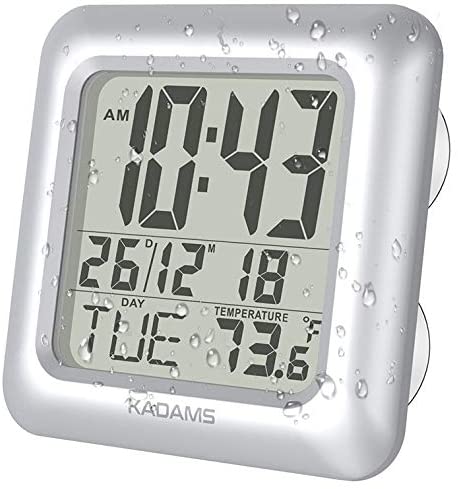 AM 10:43
D M
26/12 18
DAY TEMPERATURE
TUE 73.6 °F
KADAMS